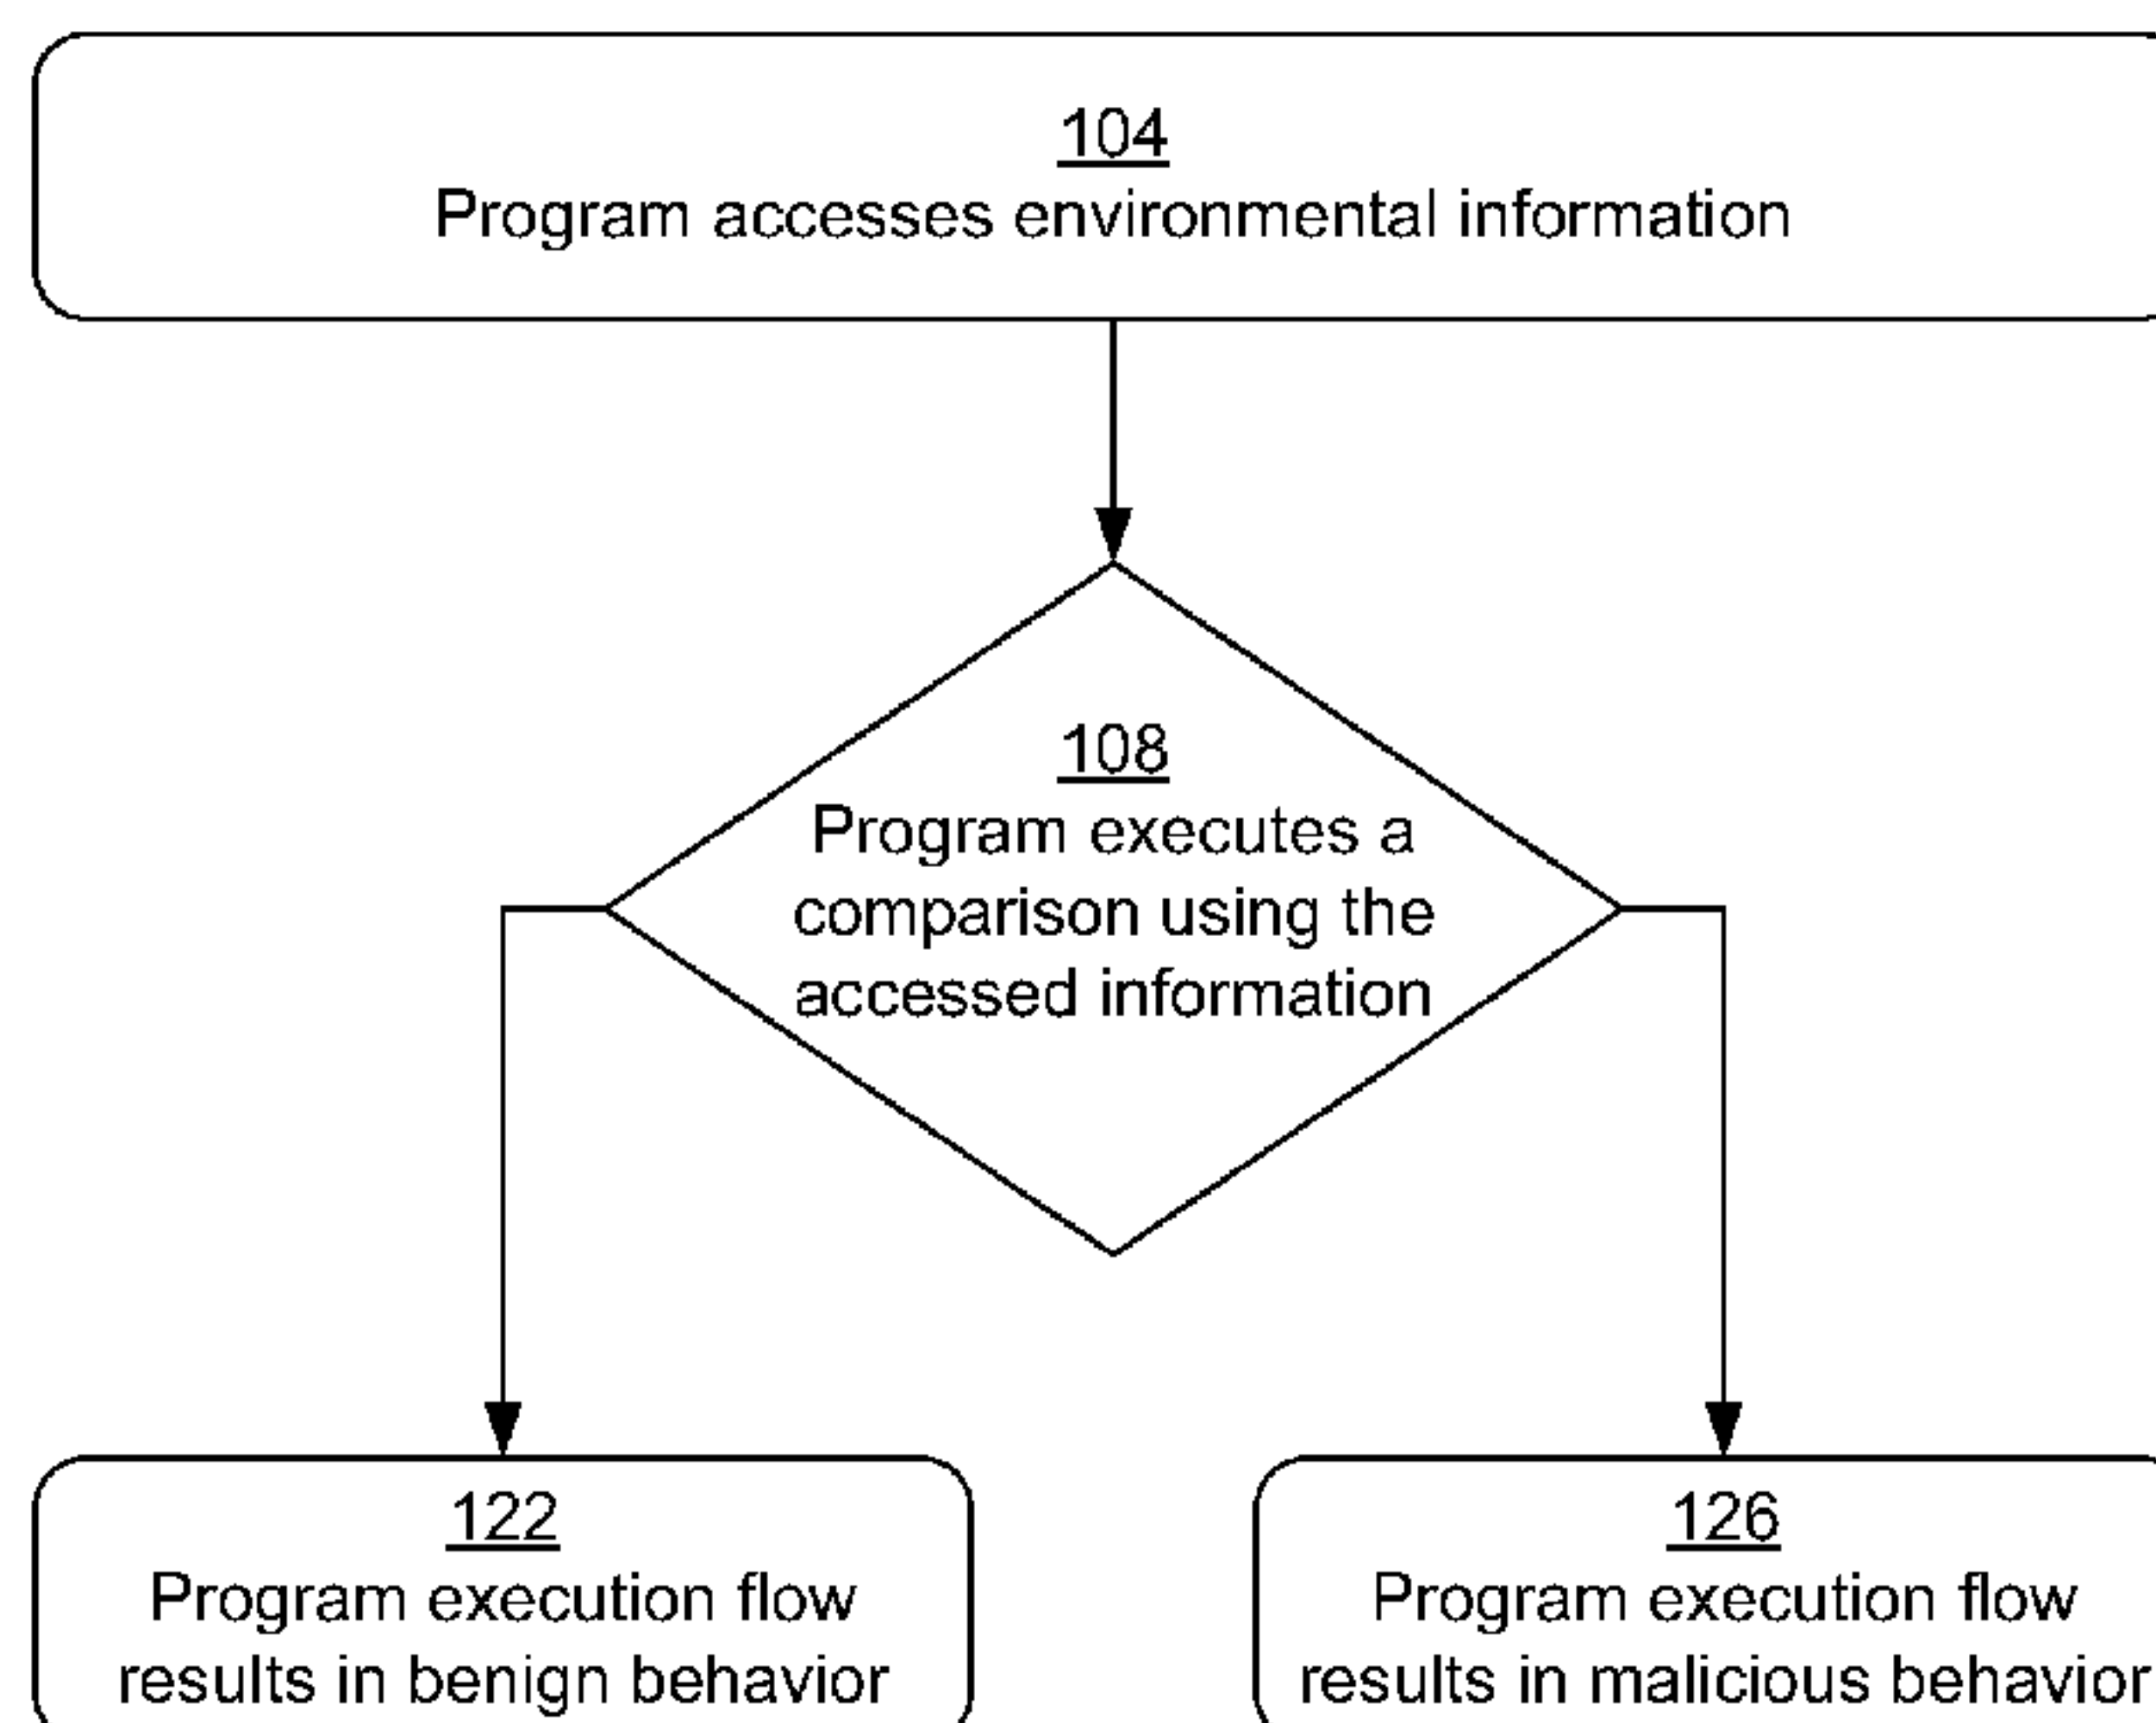 104
Program accesses environmental information
108
Program executes a
comparison using the
accessed information
122
Program execution flow
results in benign behavior
126
Program execution flow
results in malicious behavior